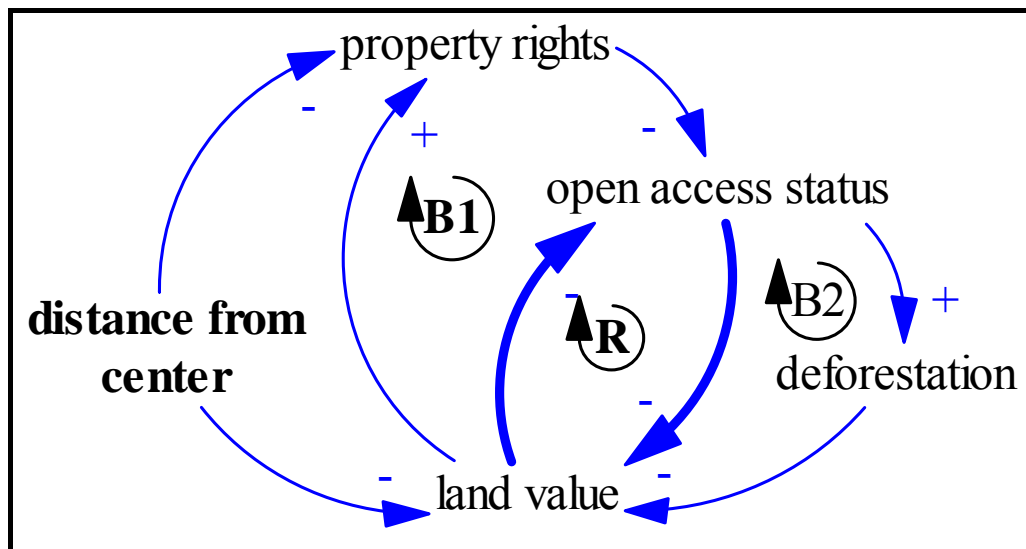 property rights
-
+
-
open access status
B1
-
B2
+
distance from
center
R
deforestation
-
-
-
land value